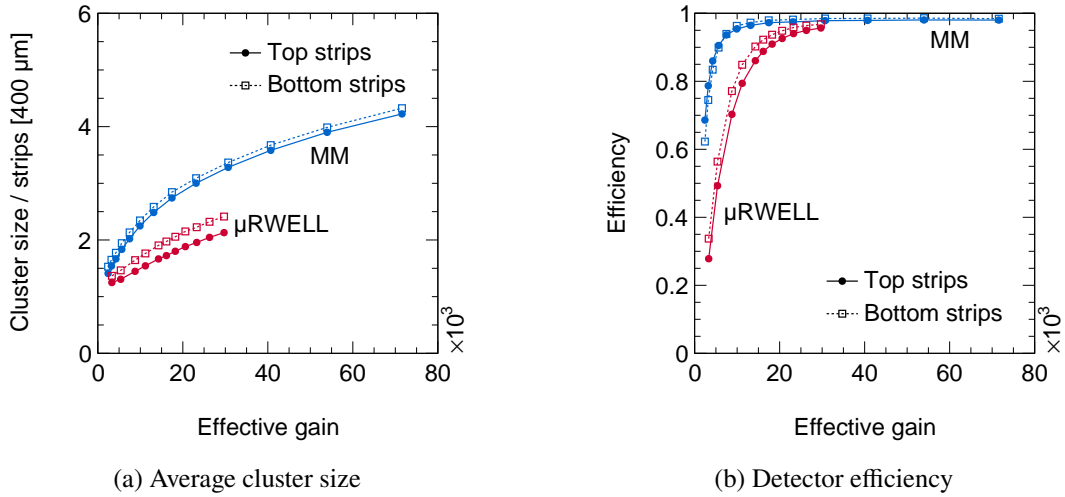 6
4
2
0
0
20
40
60
80
×10³
Cluster size / strips [400 μm]
Effective gain
Top strips
Bottom strips
MM
μRWELL
(a) Average cluster size
1
0.8
0.6
0.4
0.2
0
0
20
40
60
80
×10³
Efficiency
Effective gain
MM
μRWELL
Top strips
Bottom strips
(b) Detector efficiency